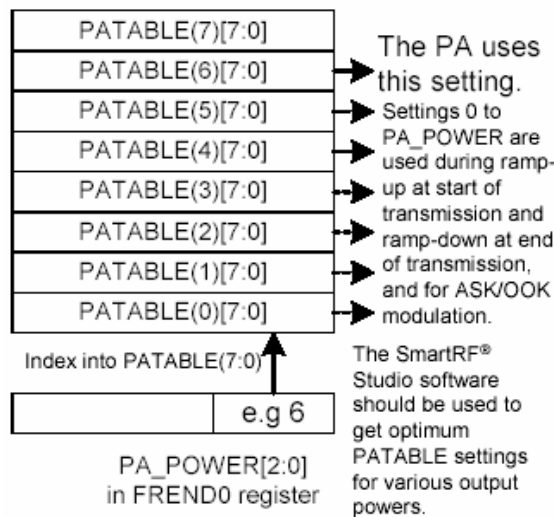 PATABLE(7)[7:0]
PATABLE(6)[7:0]
PATABLE(5)[7:0]
PATABLE(4)[7:0]
PATABLE(3)[7:0]
PATABLE(2)[7:0]
PATABLE(1)[7:0]
PATABLE(0)[7:0]
The PA uses
this setting.
Settings 0 to
PA_POWER are
used during ramp-
up at start of
transmission and
ramp-down at end
of transmission,
and for ASK/OOK
modulation.
Index into PATABLE(7:0)
e.g 6
PA_POWER[2:0]
in FREND0 register
The SmartRF®
Studio software
should be used to
get optimum
PATABLE settings
for various output
powers.